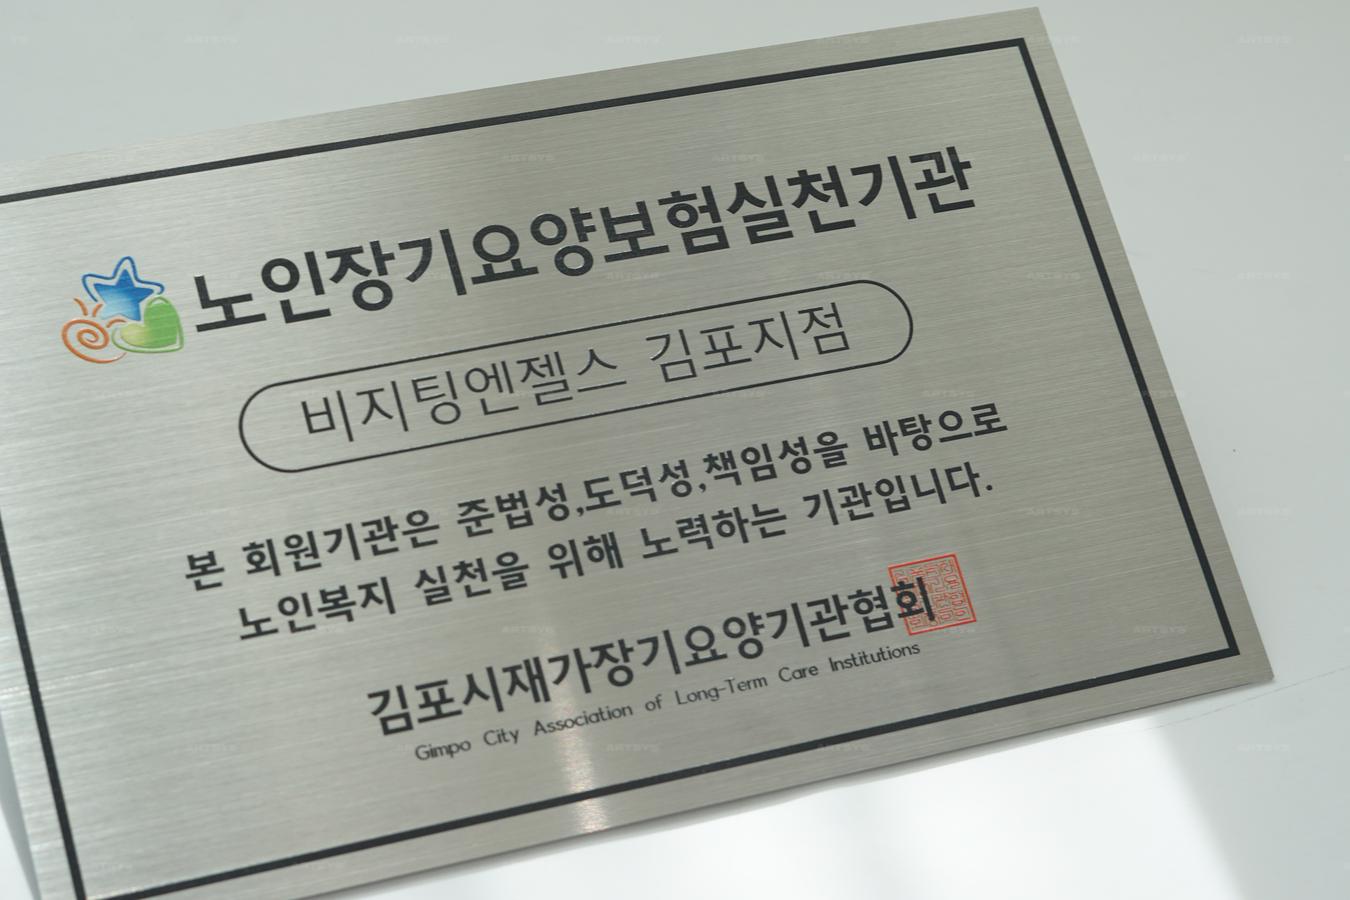 노인장기요양보험실천기관
비지팅엔젤스 김포지점
본 회원기관은 준법성,도덕성,책임성을 바탕으로
노인복지 실천을 위해 노력하는 기관입니다.
김포시재가장기요양기관협회
Gimpo City Association of Long-Term Care Institutions